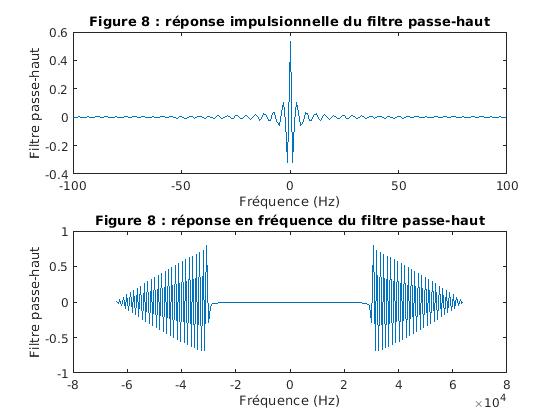 Figure 8 : réponse impulsionnelle du filtre passe-haut
0.6
0.4
0.2
0
-0.2
-0.4
Filtre passe-haut
-100 -50 0 50 100
Fréquence (Hz)
Figure 8 : réponse en fréquence du filtre passe-haut
1
0.5
0
-0.5
-1
Filtre passe-haut
-8 -6 -4 -2 0 2 4 6 8
Fréquence (Hz)
×10⁴